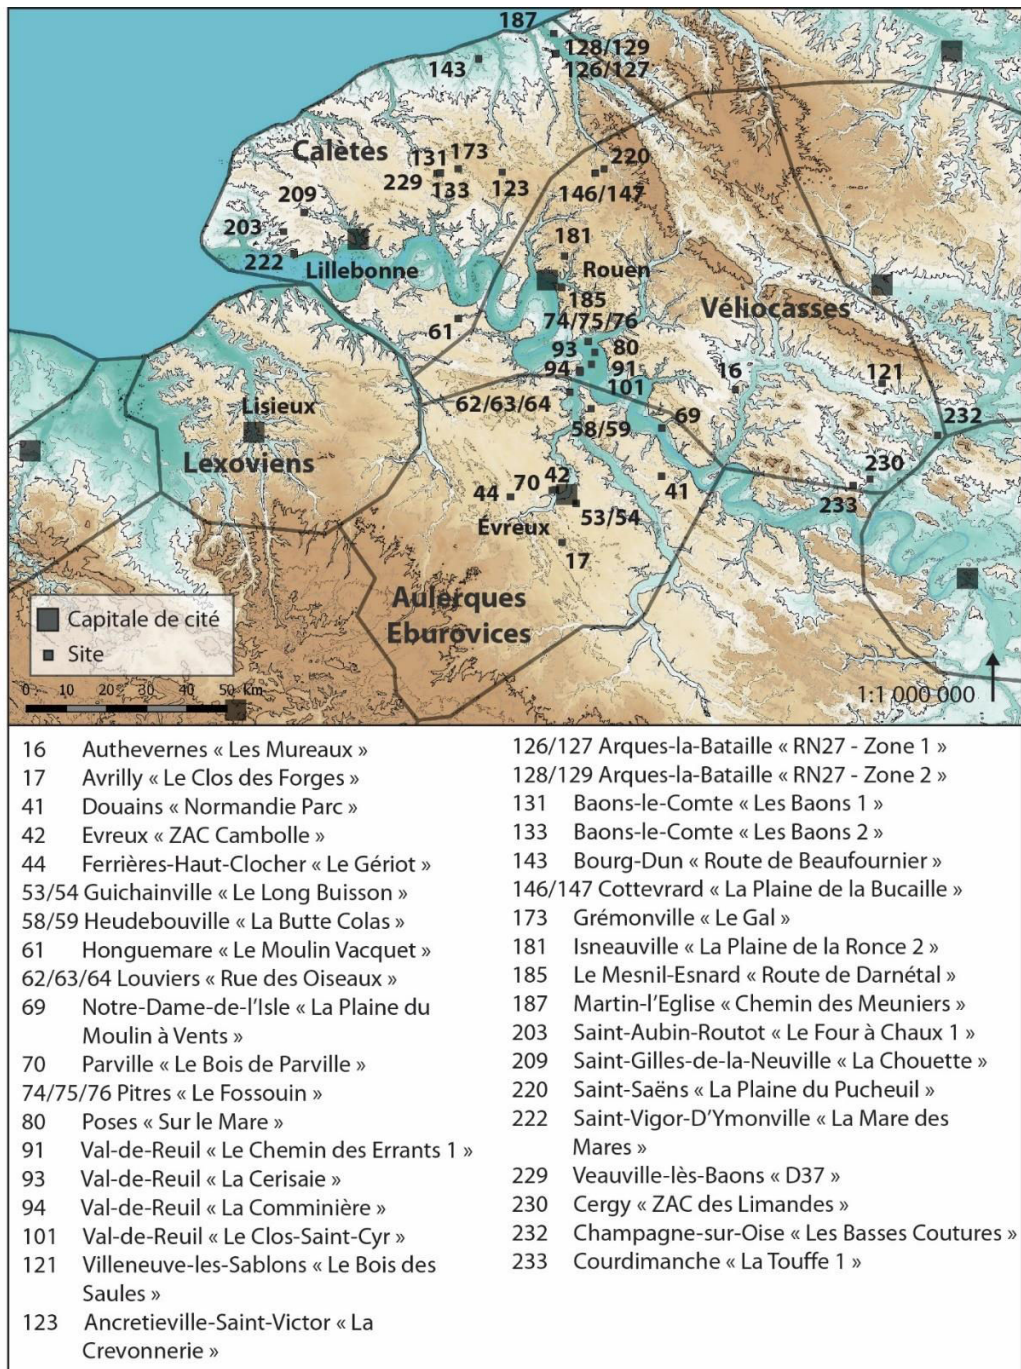 187
128/129
143
126/127
Calètes
131
173
220
229
133
123
146/147
209
203
181
222
Lillebonne
Rouen
185
Véliocasses
61
74/75/76
93
80
94
91
16
121
101
Lisieux
62/63/64
69
58/59
232
Lexoviens
230
70
42
44
41
233
53/54
Évreux
17
Aulerques
Eburovices
Capitale de cité
Site
0 10 20 30 40 50 km
1:1 000 000
16 Authevernes « Les Mureaux »
17 Avrilly « Le Clos des Forges »
41 Douains « Normandie Parc »
42 Evreux « ZAC Cambolle »
44 Ferrières-Haut-Clocher « Le Gériot »
53/54 Guichainville « Le Long Buisson »
58/59 Heudebouville « La Butte Colas »
61 Honguemare « Le Moulin Vacquet »
62/63/64 Louviers « Rue des Oiseaux »
69 Notre-Dame-de-l'Isle « La Plaine du
Moulin à Vents »
70 Parville « Le Bois de Parville »
74/75/76 Pitres « Le Fossouin »
80 Poses « Sur le Mare »
91 Val-de-Reuil « Le Chemin des Errants 1 »
93 Val-de-Reuil « La Cerisaie »
94 Val-de-Reuil « La Comminière »
101 Val-de-Reuil « Le Clos-Saint-Cyr »
121 Villeneuve-les-Sablons « Le Bois des
Saules »
123 Ancretieville-Saint-Victor « La
Crevonnerie »
126/127 Arques-la-Bataille « RN27 - Zone 1 »
128/129 Arques-la-Bataille « RN27 - Zone 2 »
131 Baons-le-Comte « Les Baons 1 »
133 Baons-le-Comte « Les Baons 2 »
143 Bourg-Dun « Route de Beaufournier »
146/147 Cottevrard « La Plaine de la Bucaille »
173 Grémonville « Le Gal »
181 Isneauville « La Plaine de la Ronce 2 »
185 Le Mesnil-Esnard « Route de Darnétal »
187 Martin-l'Eglise « Chemin des Meuniers »
203 Saint-Aubin-Routot « Le Four à Chaux 1 »
209 Saint-Gilles-de-la-Neuville « La Chouette »
220 Saint-Saëns « La Plaine du Pucheuil »
222 Saint-Vigor-D'Ymonville « La Mare des
Mares »
229 Veauville-lès-Baons « D37 »
230 Cergy « ZAC des Limandes »
232 Champagne-sur-Oise « Les Basses Coutures »
233 Courdimanche « La Touffe 1 »